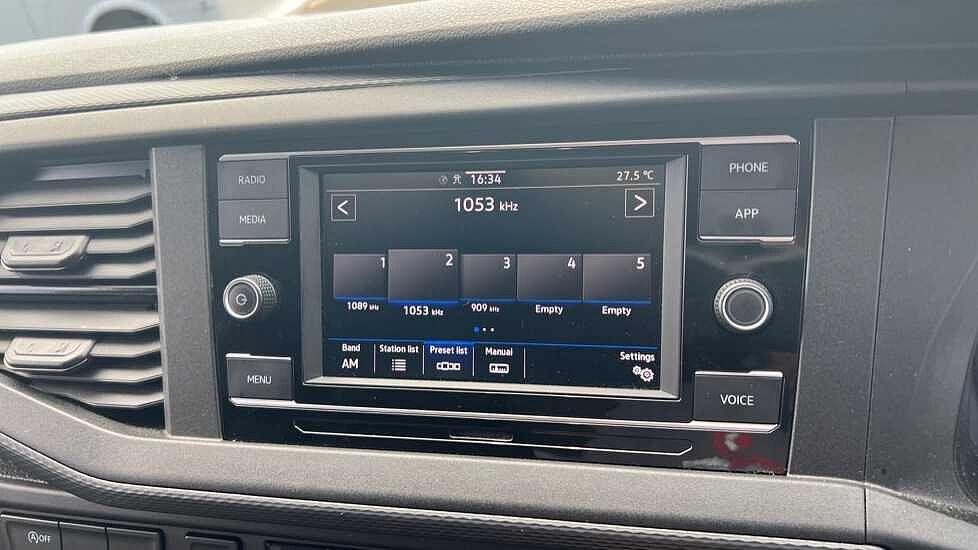 RADIO
MEDIA
MENU
16:34
27.5 °C
<
1053 kHz
>
1 2 3 4 5
1089 kHz 1053 kHz 909 kHz Empty Empty
Band Station list Preset list Manual Settings
AM
PHONE
APP
VOICE
A OFF